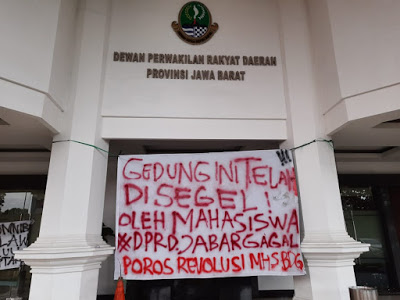 DEWAN PERWAKILAN RAKYAT DAERAH
PROVINSI JAWA BARAT
GEDUNG INI TELAH
DI SEGEL
OLEH MAHASISWA
#DPRD JABAR GAGAL
POROS REVOLUSI MHS BDG